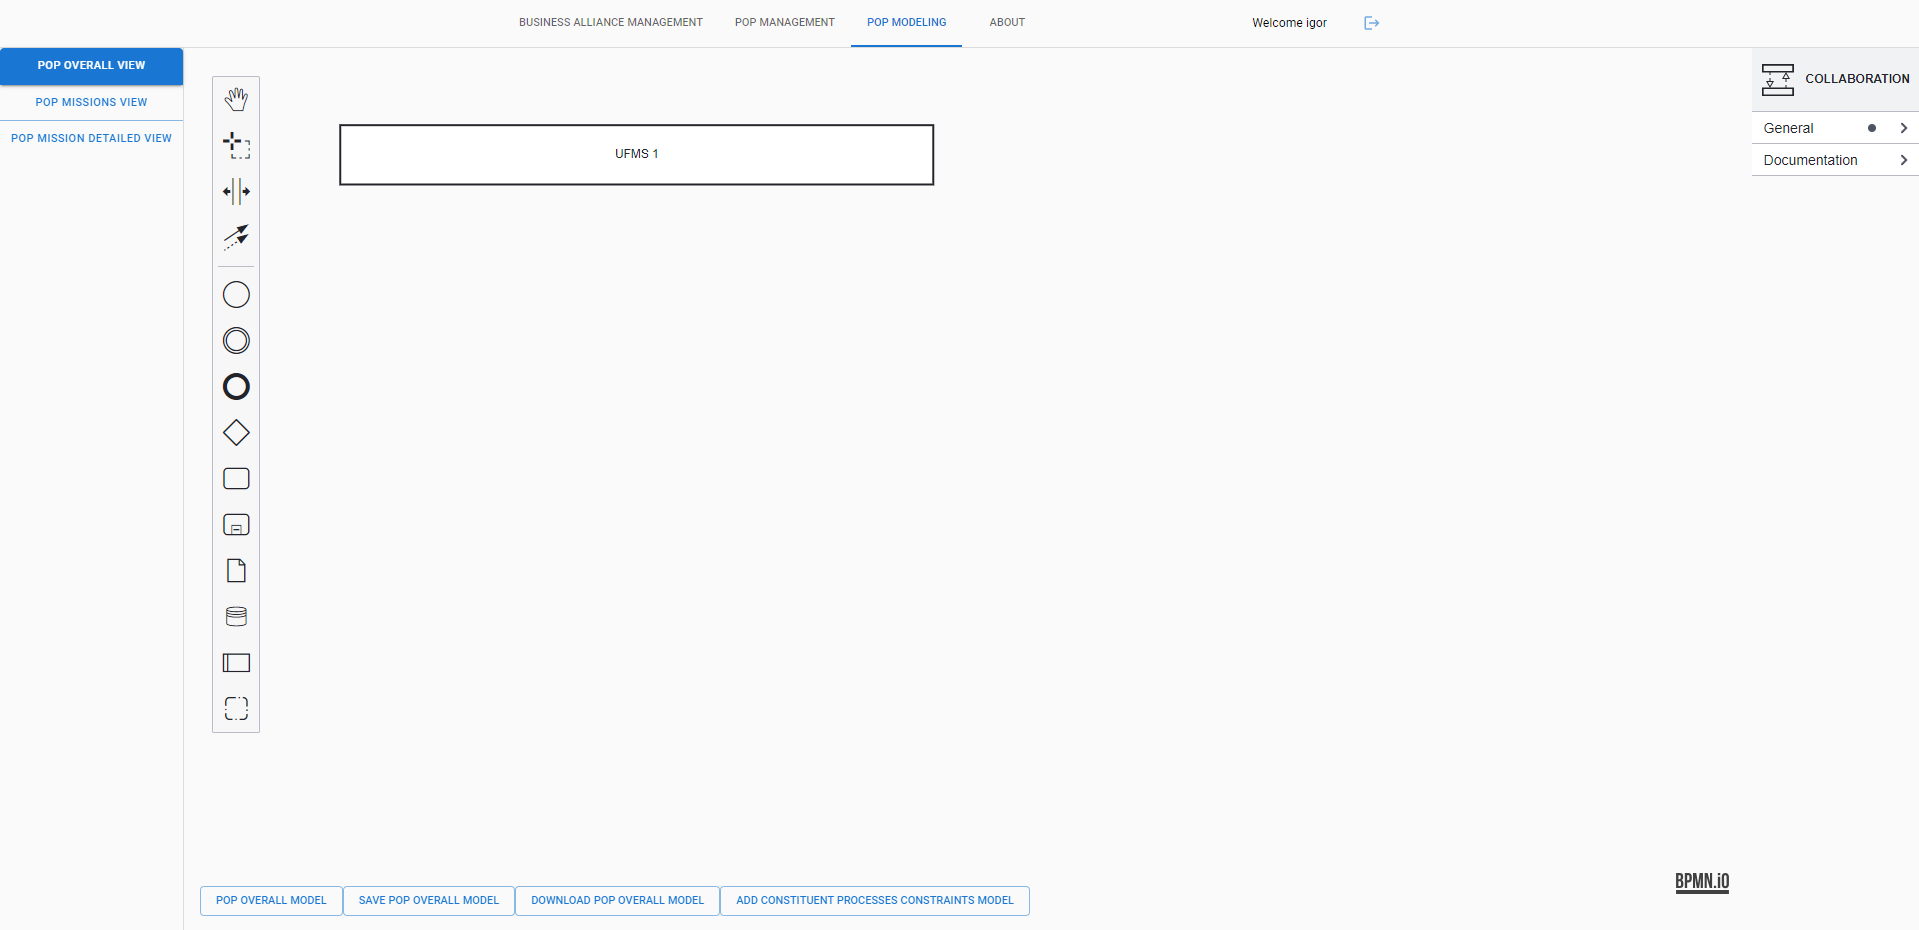 BUSINESS ALLIANCE MANAGEMENT
POP MANAGEMENT
POP MODELING
ABOUT
Welcome igor
POP OVERALL VIEW
POP MISSIONS VIEW
POP MISSION DETAILED VIEW
UFMS 1
COLLABORATION
General
Documentation
BPMN.iO
POP OVERALL MODEL
SAVE POP OVERALL MODEL
DOWNLOAD POP OVERALL MODEL
ADD CONSTITUENT PROCESSES CONSTRAINTS MODEL